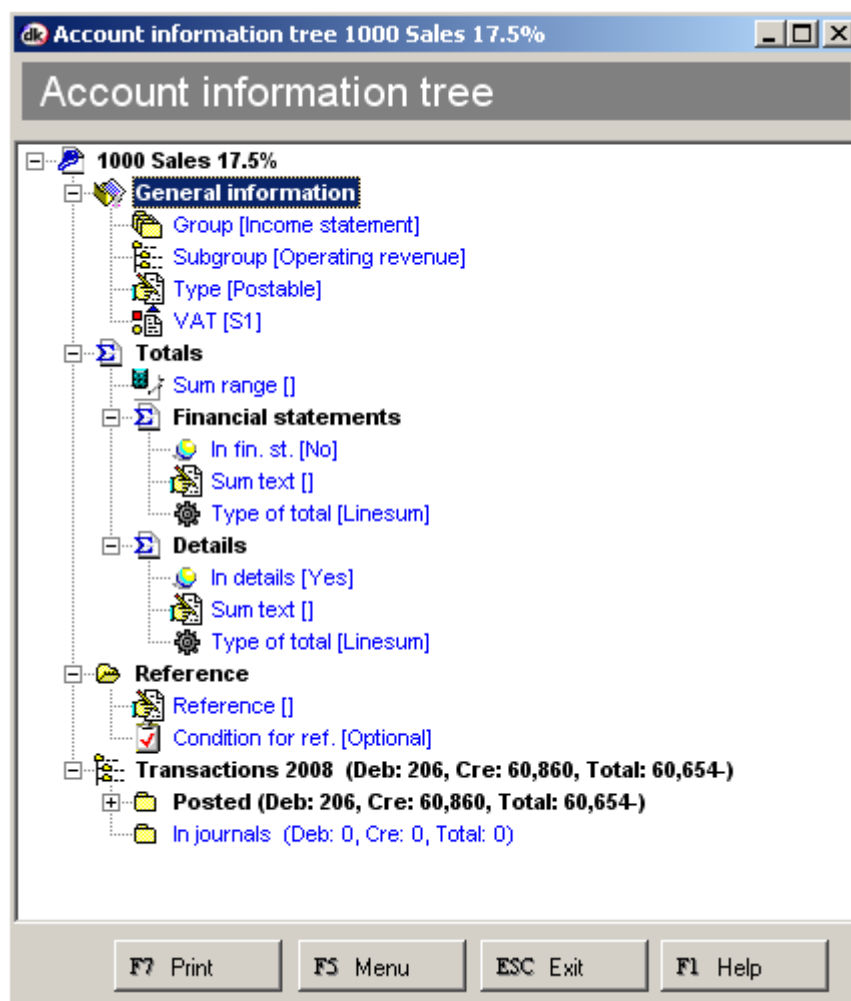 dk Account information tree 1000 Sales 17.5%
Account information tree
1000 Sales 17.5%
General information
Group [Income statement]
Subgroup [Operating revenue]
Type [Postable]
VAT [S1]
Totals
Sum range []
Financial statements
In fin. st. [No]
Sum text []
Type of total [Linesum]
Details
In details [Yes]
Sum text []
Type of total [Linesum]
Reference
Reference []
Condition for ref. [Optional]
Transactions 2008 (Deb: 206, Cre: 60,860, Total: 60,654-)
Posted (Deb: 206, Cre: 60,860, Total: 60,654-)
In journals (Deb: 0, Cre: 0, Total: 0)
F7 Print F5 Menu ESC Exit F1 Help